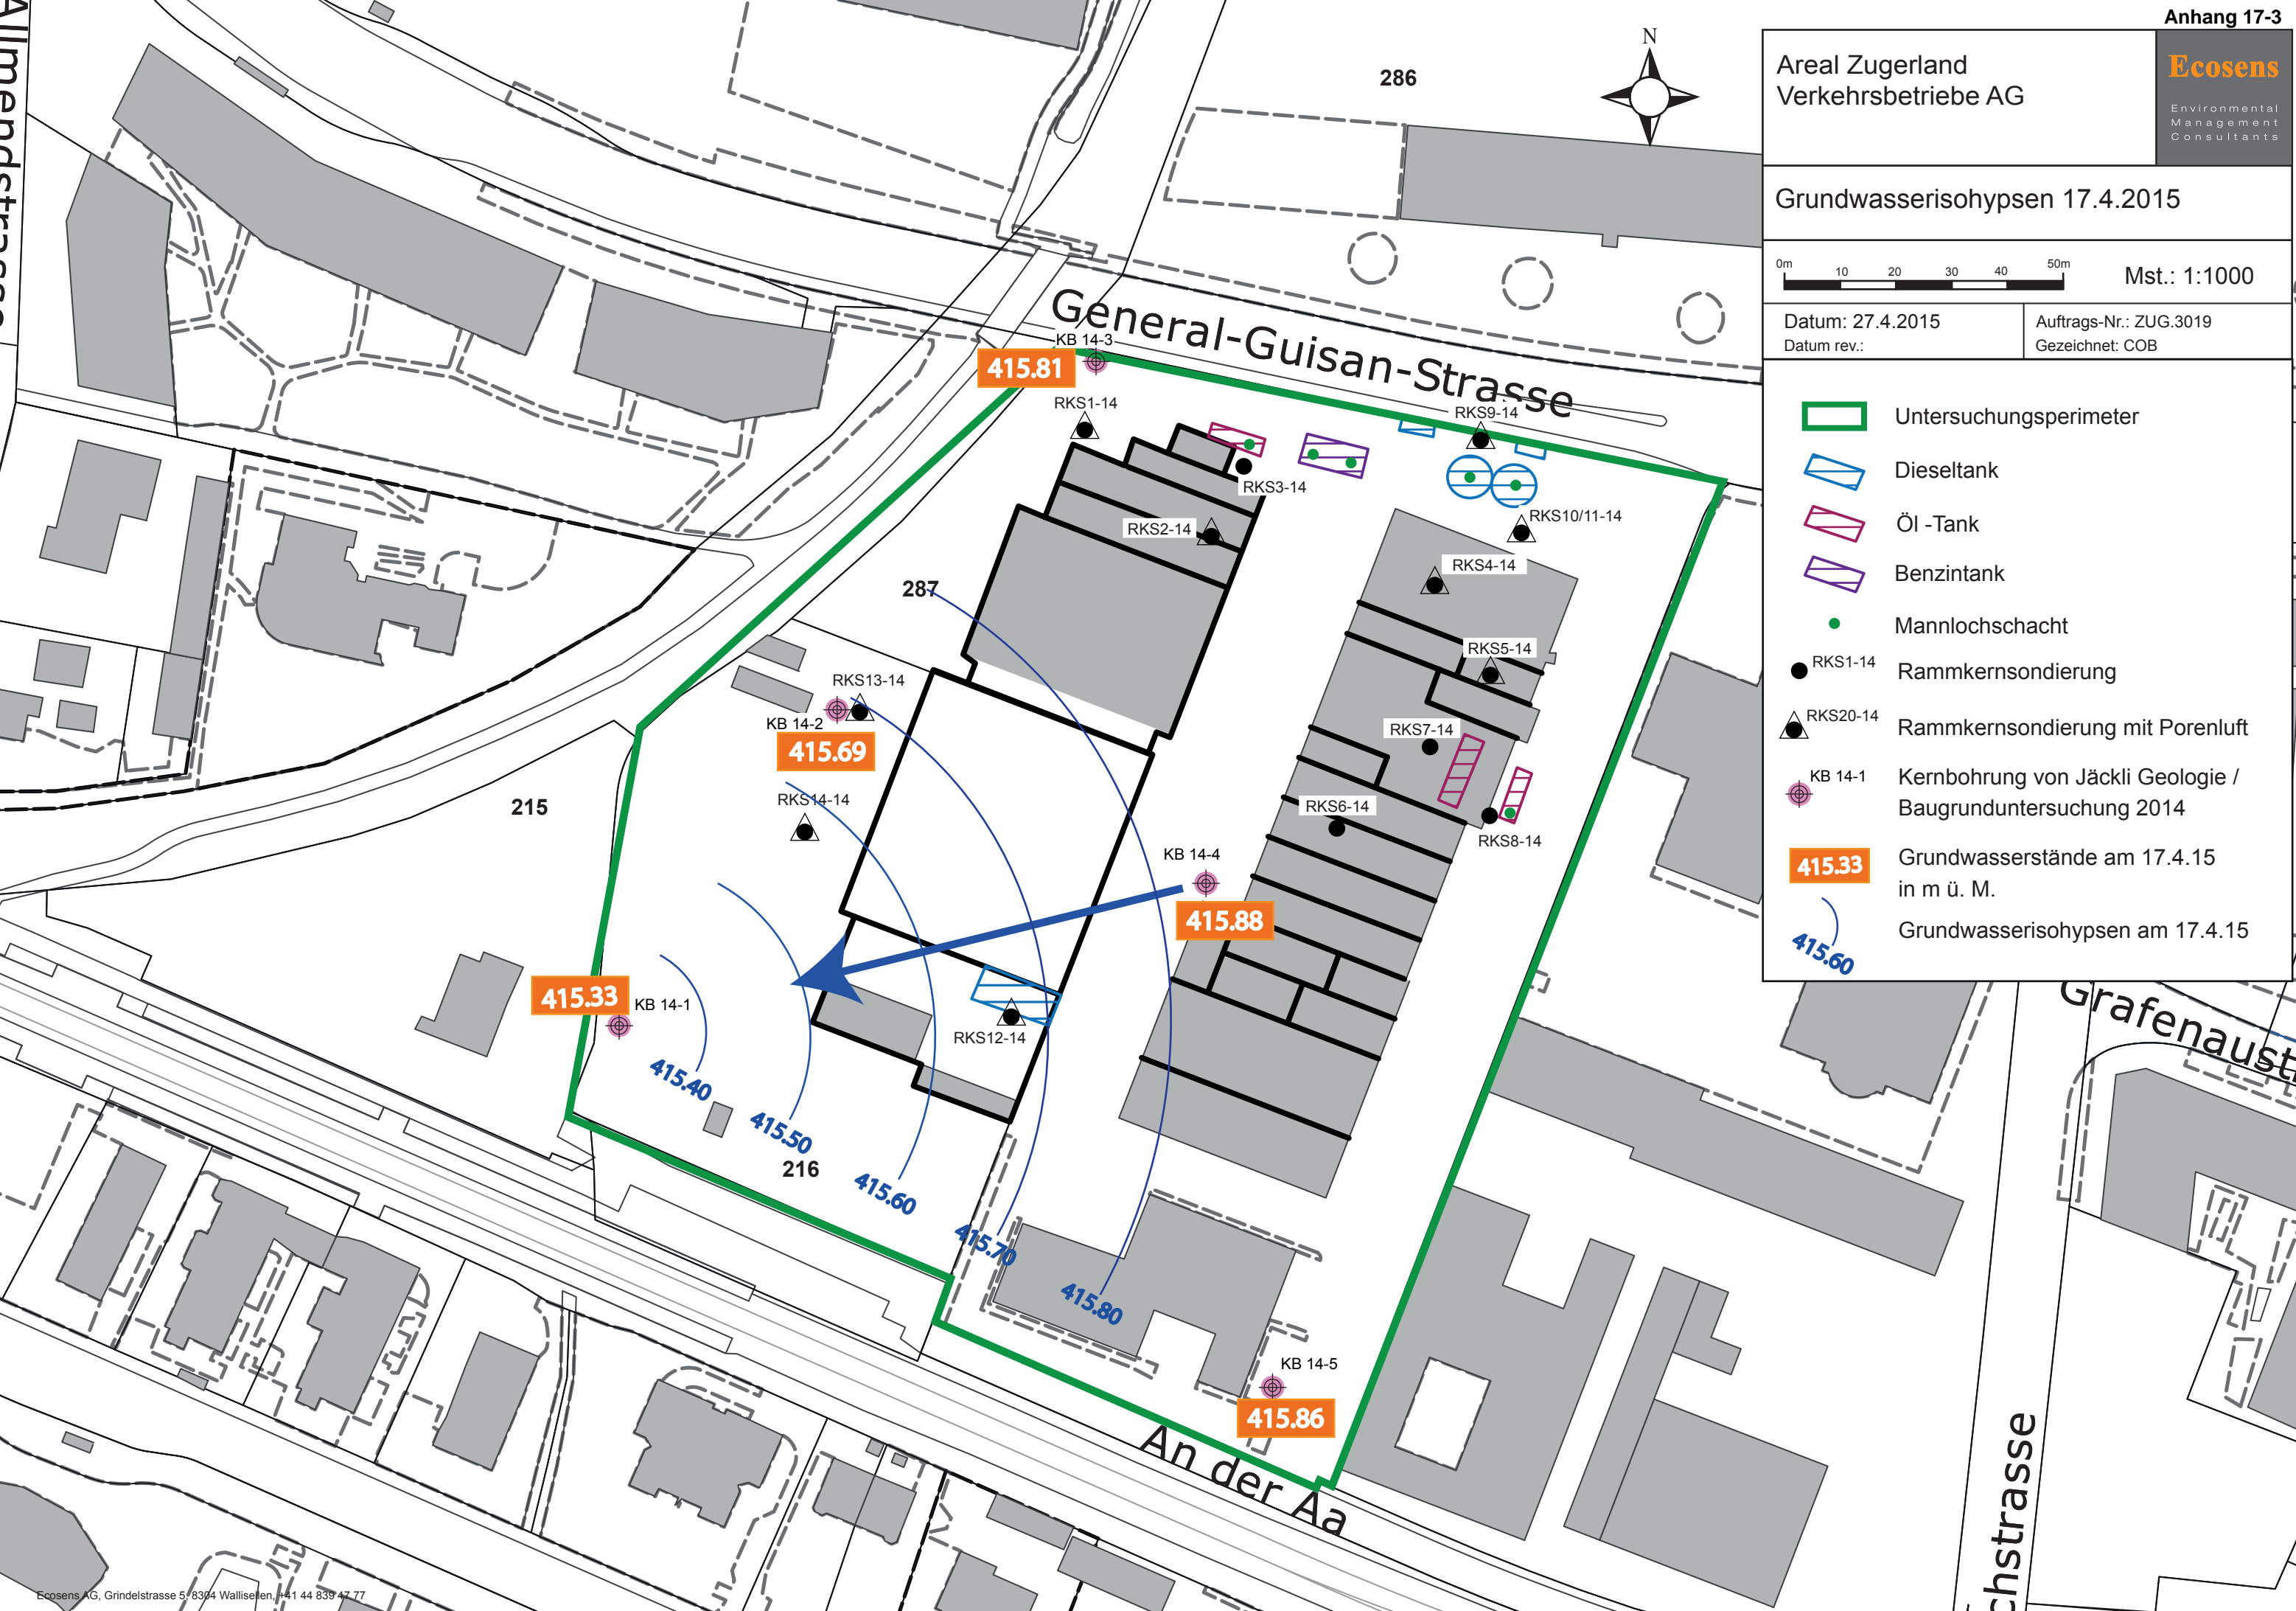 Anhang 17-3
Areal Zugerland
Verkehrsbetriebe AG
Ecosens
Environmental
Management
Consultants
Grundwasserisohypsen 17.4.2015
0m 10 20 30 40 50m
Mst.: 1:1000
Datum: 27.4.2015
Datum rev.:
Auftrags-Nr.: ZUG.3019
Gezeichnet: COB
Untersuchungsperimeter
Dieseltank
Öl -Tank
Benzintank
Mannlochschacht
RKS1-14
Rammkernsondierung
RKS20-14
Rammkernsondierung mit Porenluft
KB 14-1
Kernbohrung von Jäckli Geologie /
Baugrunduntersuchung 2014
415.33
Grundwasserstände am 17.4.15
in m ü. M.
415.60
Grundwasserisohypsen am 17.4.15
N
286
General-Guisan-Strasse
KB 14-3
415.81
RKS1-14
RKS9-14
RKS3-14
RKS2-14
RKS10/11-14
RKS4-14
287
RKS5-14
RKS13-14
KB 14-2
415.69
RKS7-14
RKS14-14
215
RKS6-14
RKS8-14
KB 14-4
415.88
415.33
KB 14-1
RKS12-14
415.40
415.50
216
415.60
415.70
415.80
KB 14-5
415.86
An der Aa
Allmendstrasse
Grafenaust
chstrasse
Ecosens AG, Grindelstrasse 5, 8304 Wallisellen, +41 44 839 47 77